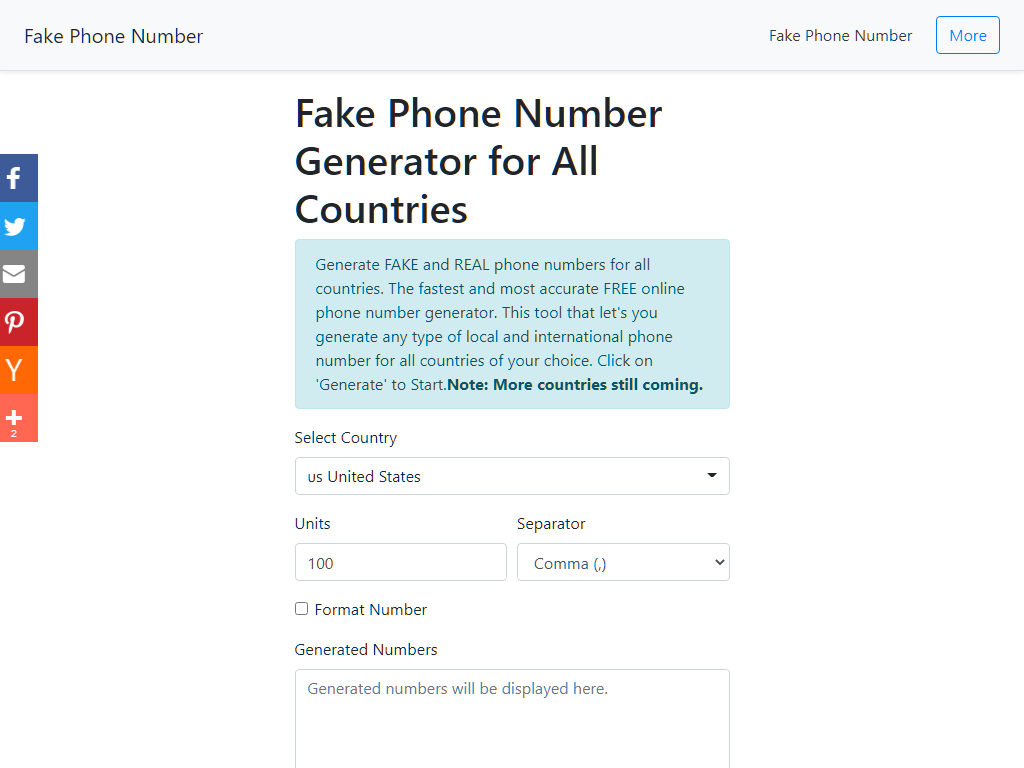 Fake Phone Number
Fake Phone Number
More
Fake Phone Number
Generator for All
Countries
Generate FAKE and REAL phone numbers for all
countries. The fastest and most accurate FREE online
phone number generator. This tool that let's you
generate any type of local and international phone
number for all countries of your choice. Click on
'Generate' to Start.Note: More countries still coming.
2
Select Country
us United States
Units
Separator
100
Comma (,)
Format Number
Generated Numbers
Generated numbers will be displayed here.